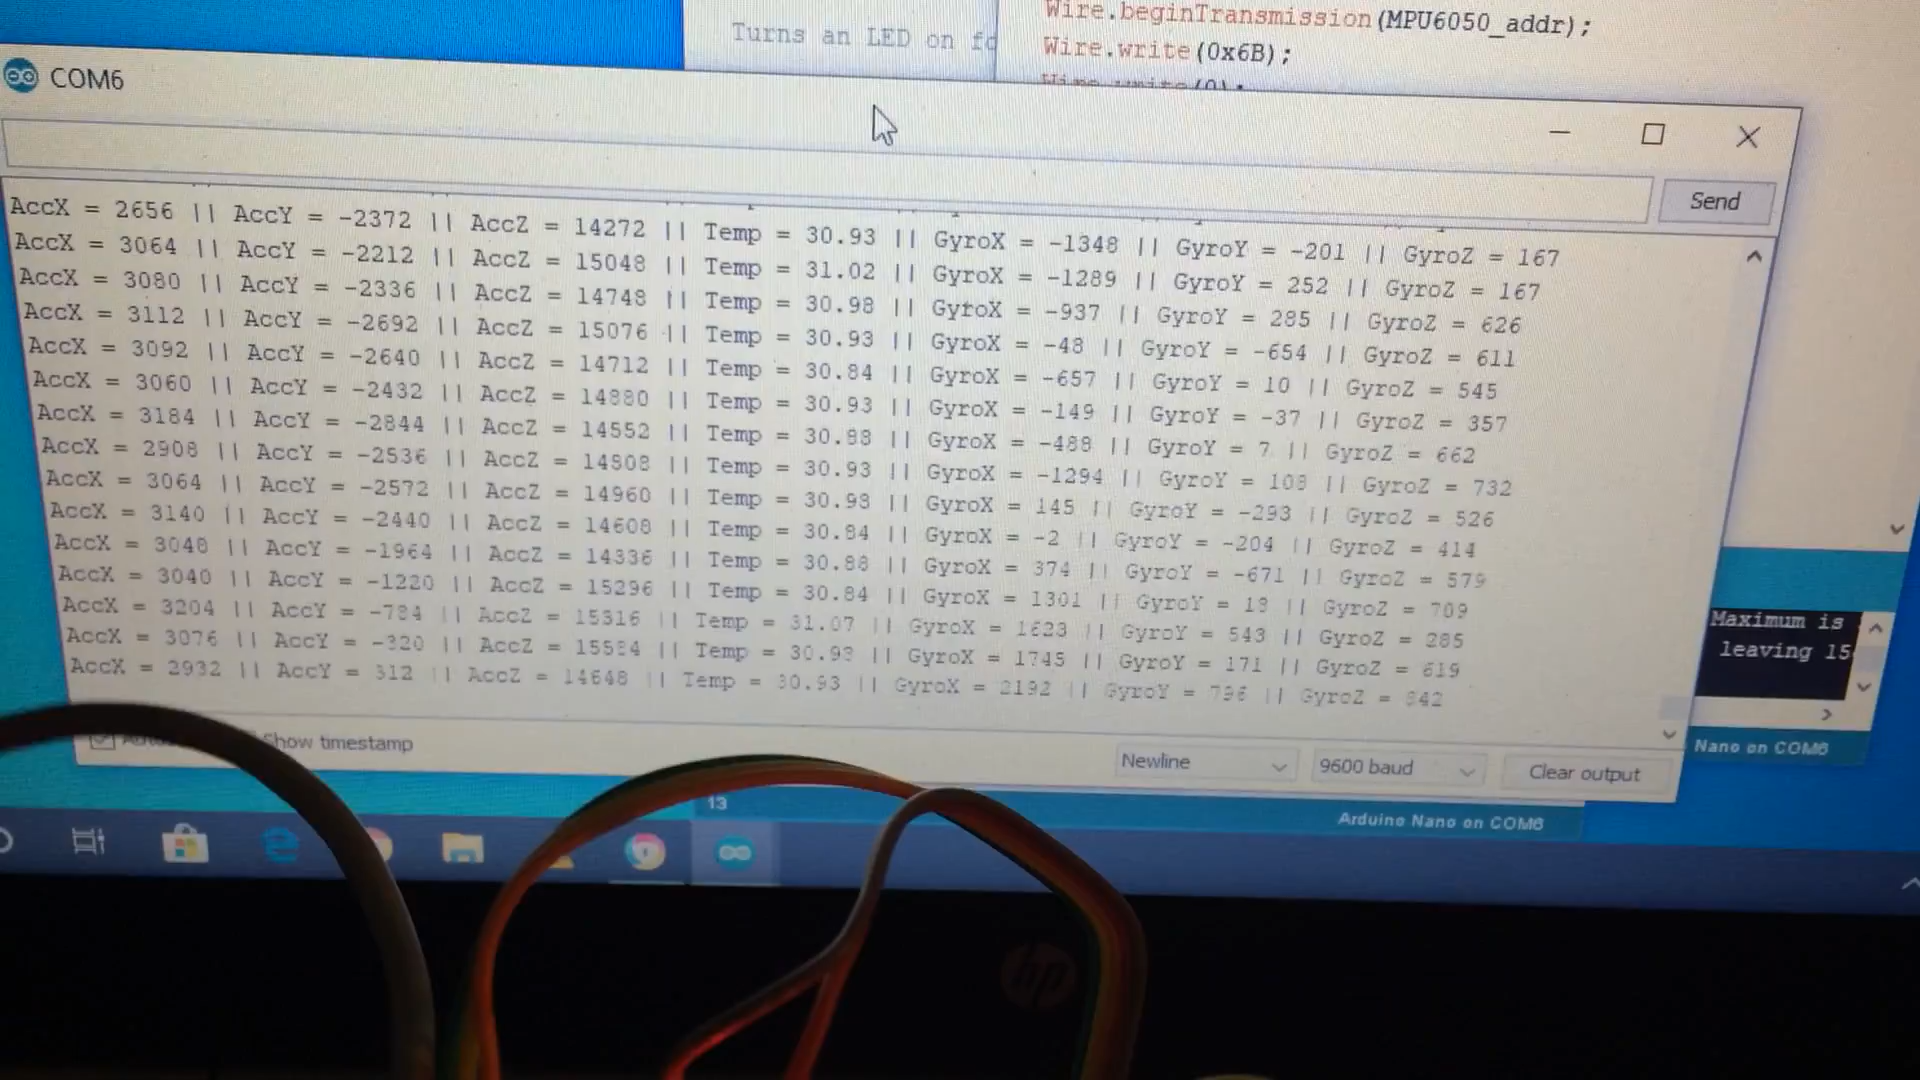 Turns an LED on fo
Wire.beginTransmission(MPU6050_addr);
Wire.write(0x6B);
COM6
Send
AccX = 2656 || AccY = -2372 || AccZ = 14272 || Temp = 30.93 || GyroX = -1348 || GyroY = -201 || GyroZ = 167
AccX = 3064 || AccY = -2212 || AccZ = 15048 || Temp = 31.02 || GyroX = -1289 || GyroY = 252 || GyroZ = 167
AccX = 3080 || AccY = -2336 || AccZ = 14748 || Temp = 30.98 || GyroX = -937 || GyroY = 285 || GyroZ = 626
AccX = 3112 || AccY = -2692 || AccZ = 15076 || Temp = 30.93 || GyroX = -48 || GyroY = -654 || GyroZ = 611
AccX = 3092 || AccY = -2640 || AccZ = 14712 || Temp = 30.84 || GyroX = -657 || GyroY = 10 || GyroZ = 545
AccX = 3060 || AccY = -2432 || AccZ = 14880 || Temp = 30.93 || GyroX = -149 || GyroY = -37 || GyroZ = 357
AccX = 3184 || AccY = -2844 || AccZ = 14552 || Temp = 30.88 || GyroX = -488 || GyroY = 7 || GyroZ = 662
AccX = 2908 || AccY = -2536 || AccZ = || Temp = 30.93 || GyroX = -1294 || GyroY = 108 || GyroZ = 732
AccX = 3064 || AccY = -2572 || AccZ = 14960 || Temp = 30.98 || GyroX = 145 || GyroY = -293 || GyroZ = 526
AccX = 3140 || AccY = -2440 || AccZ = 14608 || Temp = 30.84 || GyroX = -2 || GyroY = -204 || GyroZ = 414
AccX = 3048 || AccY = -1964 || AccZ = 14336 || Temp = 30.88 || GyroX = 374 || GyroY = -671 || GyroZ = 579
AccX = 3040 || AccY = -1220 || AccZ = 15296 || Temp = 30.84 || GyroX = 1301 || GyroY = || GyroZ = 709
AccX = 3204 || AccY = -784 || AccZ = 15316 || Temp = 31.07 || GyroX = 1623 || GyroY = 543 || GyroZ = 285
AccX = 3076 || AccY = -320 || AccZ = || Temp = 30.98 || GyroX = 1745 || GyroY = 171 || GyroZ = 619
AccX = 2932 || AccY = 312 || AccZ = 14648 || Temp = 30.93 || GyroX = 2192 || GyroY = || GyroZ =
Maximum is
leaving 15
Show timestamp
Newline
9600 baud
Clear output
Nano on COM6
13
Arduino Nano on COM6
hp